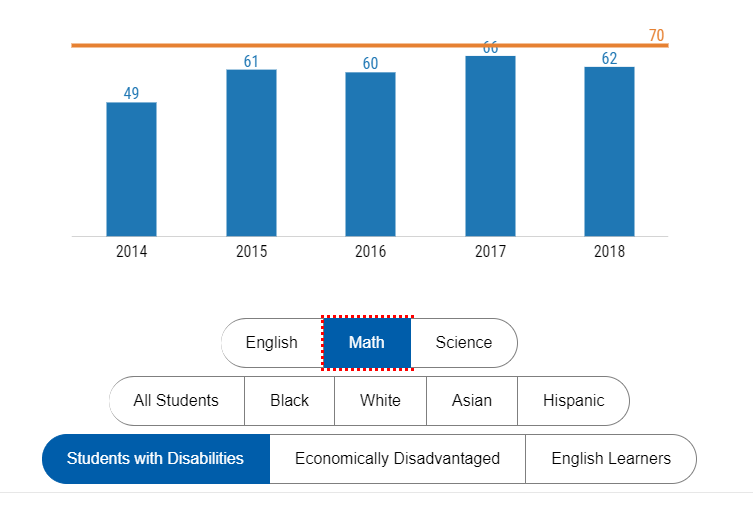 70
49
61
60
66
62
2014 2015 2016 2017 2018
English Math Science
All Students Black White Asian Hispanic
Students with Disabilities Economically Disadvantaged English Learners